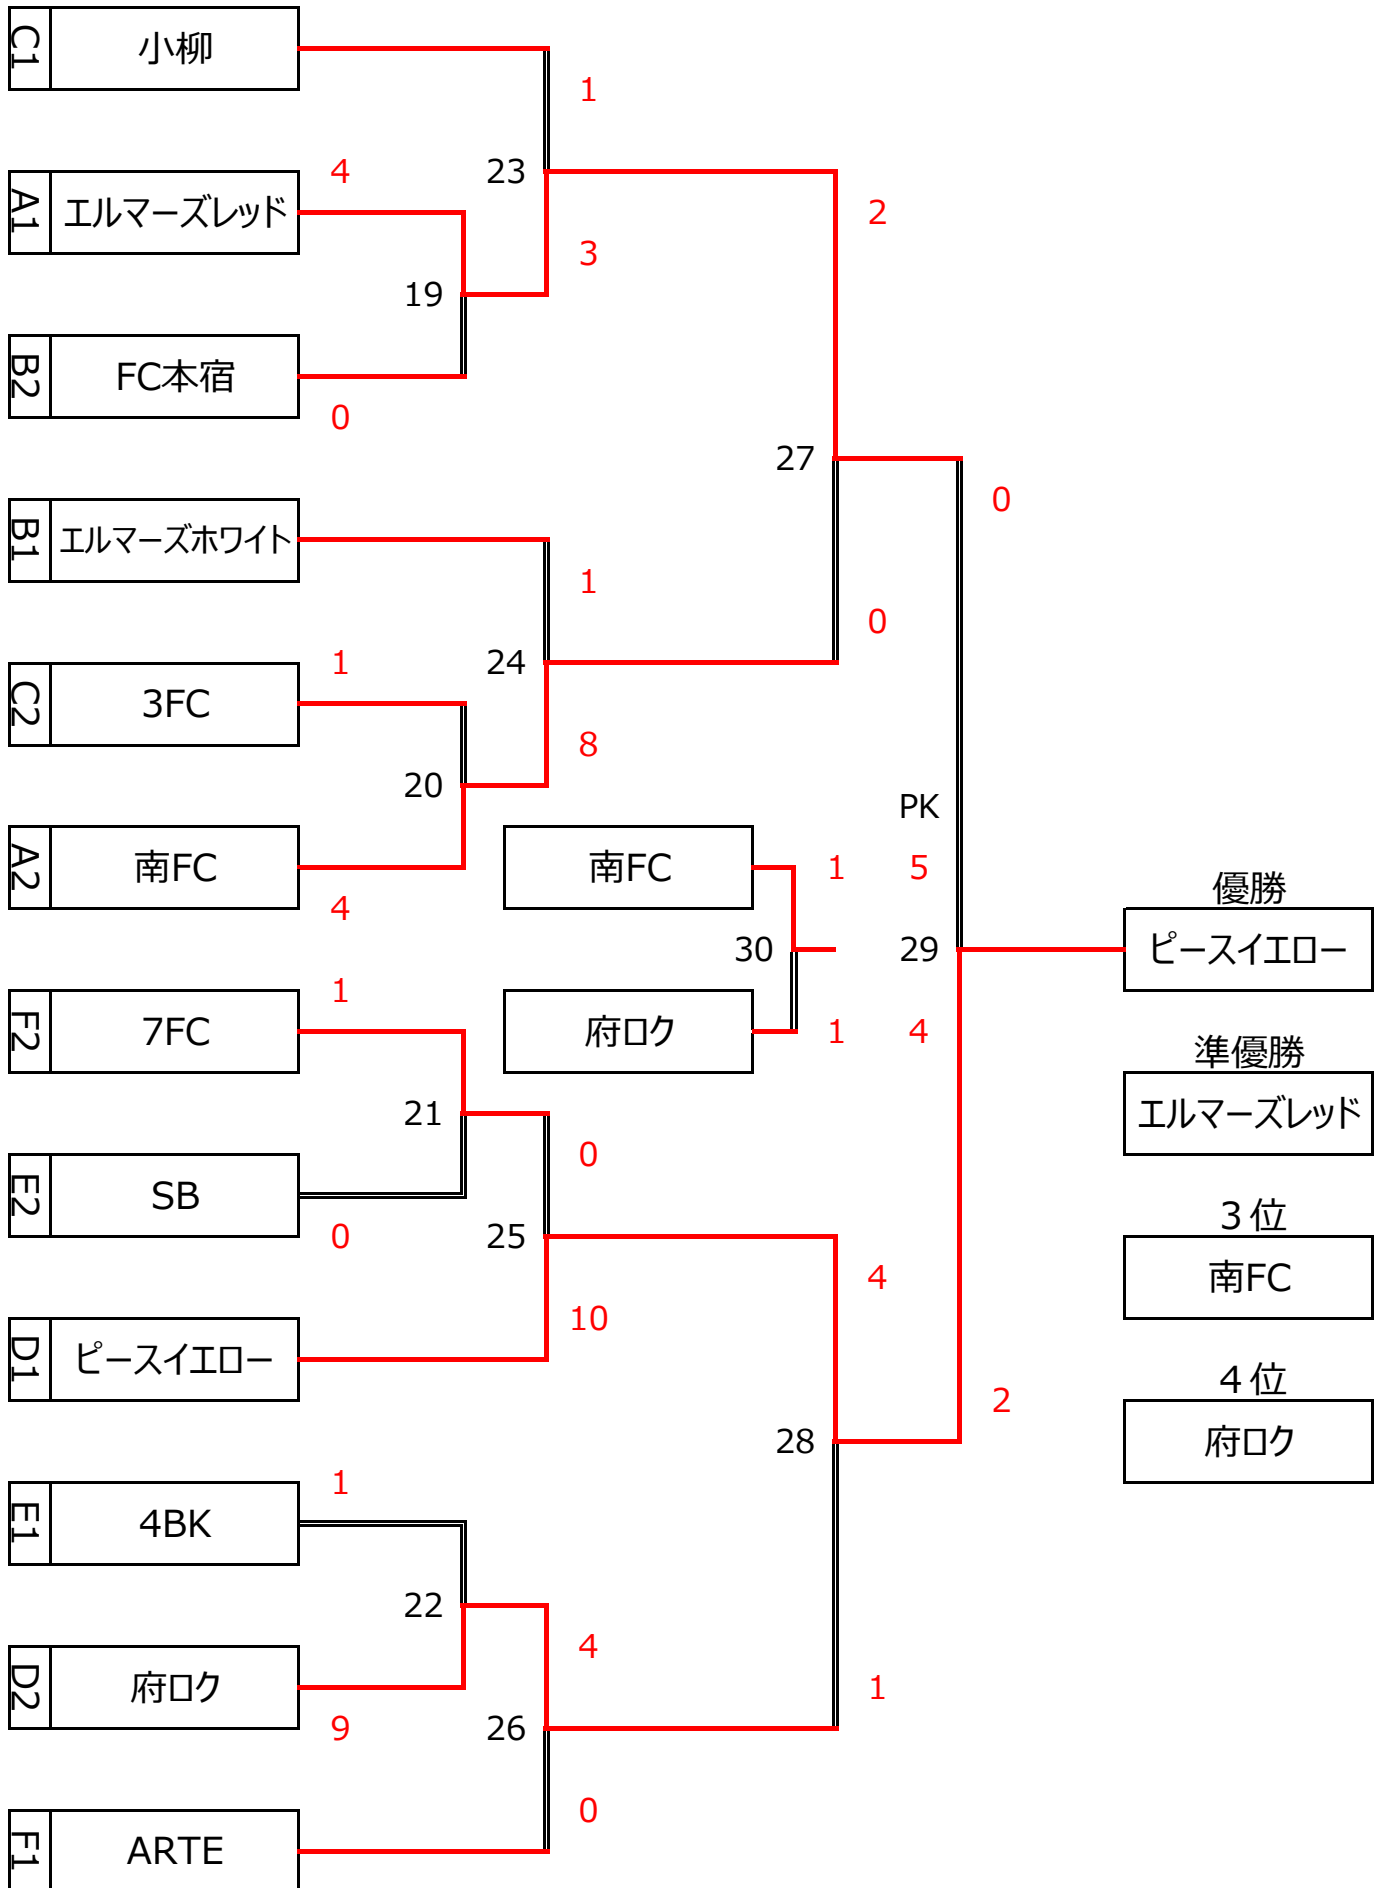 C1 小柳
1
4
23
A1 エルマーズレッド
2
3
19
B2 FC本宿
0
27
0
B1 エルマーズホワイト
1
0
1
24
C2 3FC
8
20
PK
A2 南FC
南FC
1 5
4
優勝
30
29
ピースイエロー
1
F2 7FC
府ロク
1 4
準優勝
21
エルマーズレッド
0
E2 SB
0
25
3位
南FC
4
10
D1 ピースイエロー
4位
2
28
府ロク
1
E1 4BK
22
4
D2 府ロク
1
9
26
0
F1 ARTE